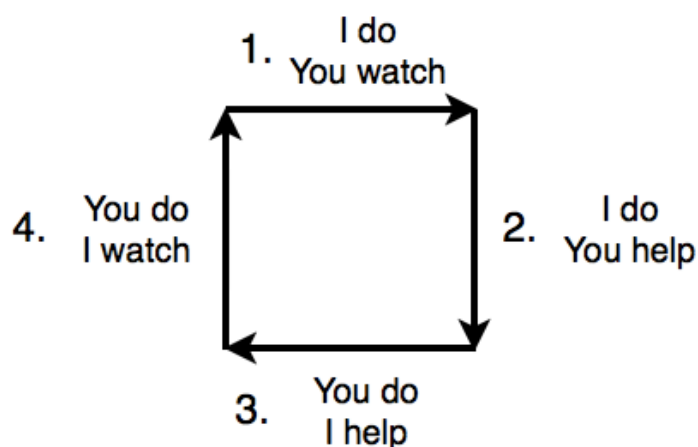 1. I do
You watch
2. I do
You help
3. You do
I help
4. You do
I watch